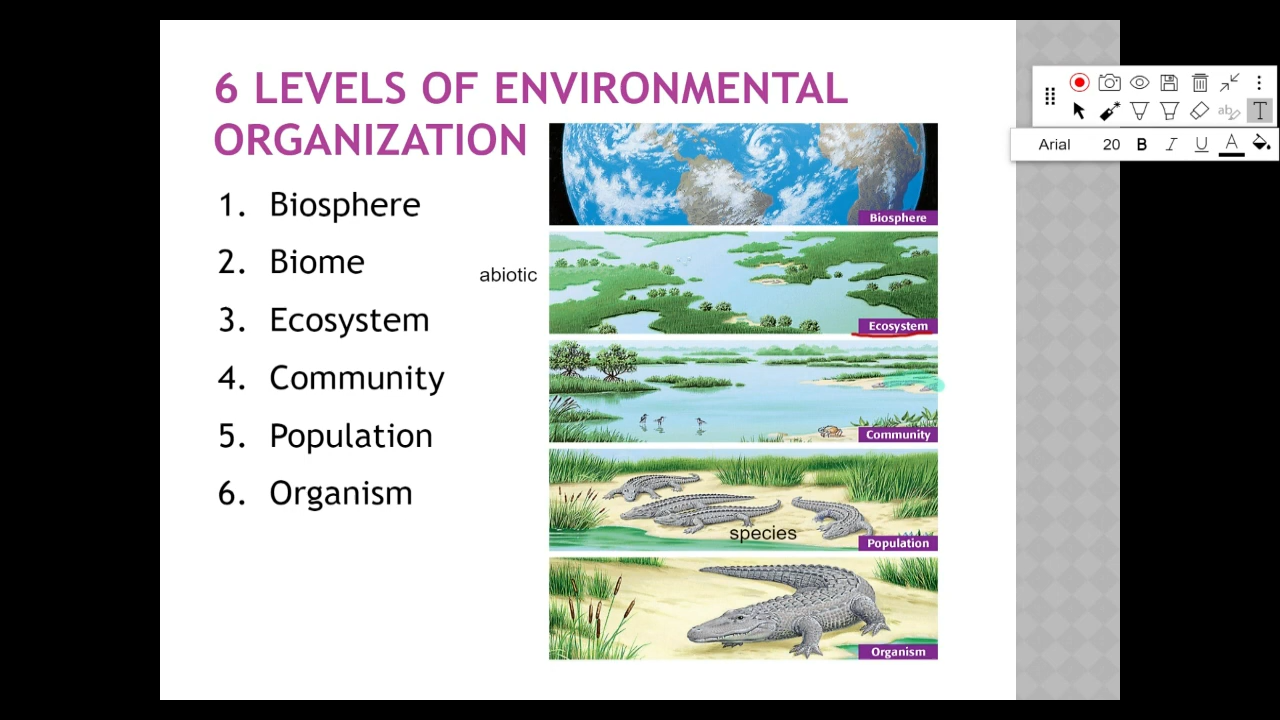 6 LEVELS OF ENVIRONMENTAL
ORGANIZATION
1. Biosphere
2. Biome
3. Ecosystem
4. Community
5. Population
6. Organism
abiotic
Biosphere
Ecosystem
Community
species
Population
Organism
Arial 20 B I U A
ab
T